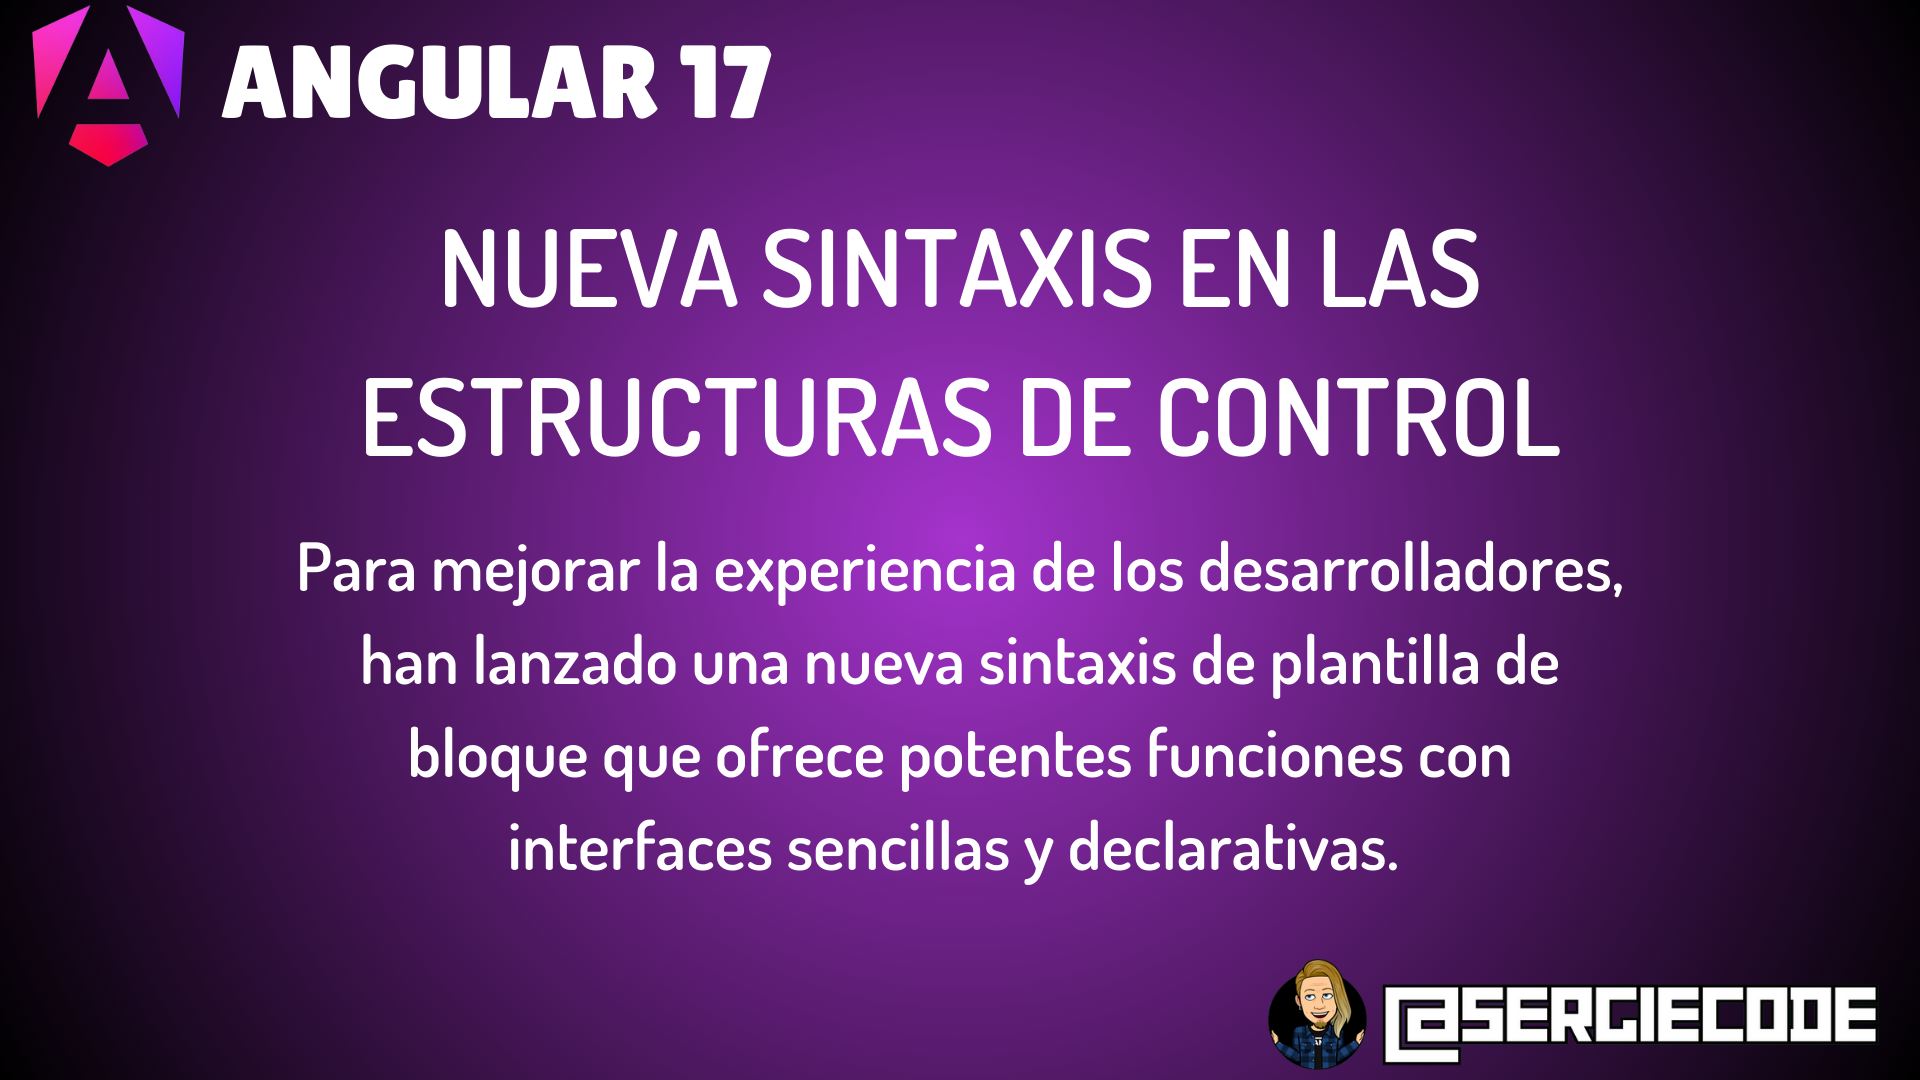 ANGULAR 17
NUEVA SINTAXIS EN LAS
ESTRUCTURAS DE CONTROL
Para mejorar la experiencia de los desarrolladores,
han lanzado una nueva sintaxis de plantilla de
bloque que ofrece potentes funciones con
interfaces sencillas y declarativas.
@SERGIECODE